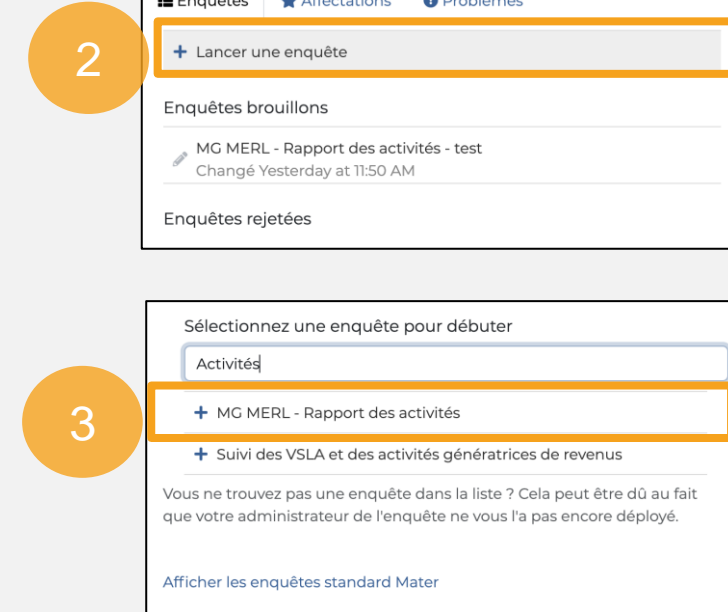 Enquêtes Affectations Problèmes
2
+ Lancer une enquête
Enquêtes brouillons
MG MERL - Rapport des activités - test
Changé Yesterday at 11:50 AM
Enquêtes rejetées
Sélectionnez une enquête pour débuter
Activités
3
+ MG MERL - Rapport des activités
+ Suivi des VSLA et des activités génératrices de revenus
Vous ne trouvez pas une enquête dans la liste ? Cela peut être dû au fait
que votre administrateur de l'enquête ne vous l'a pas encore déployé.
Afficher les enquêtes standard Mater